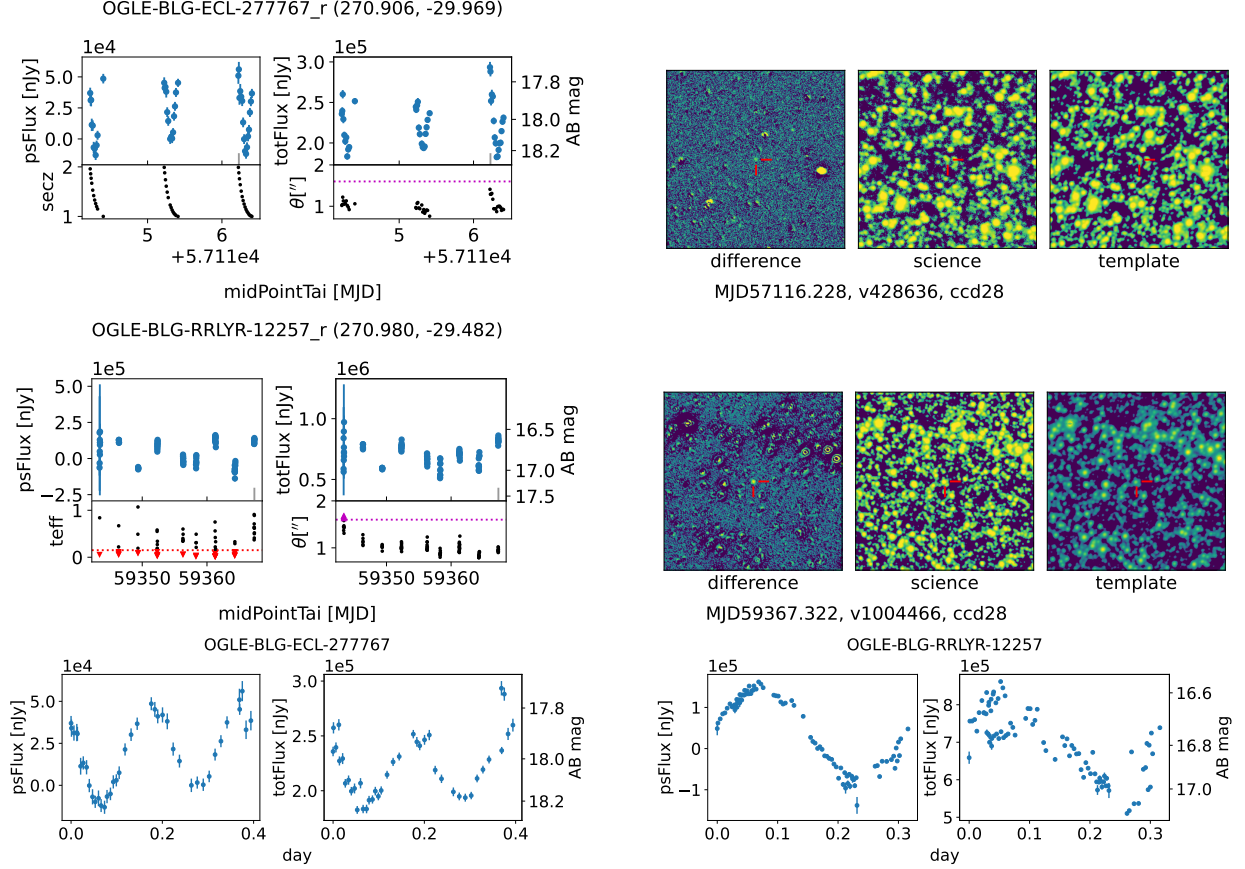 OGLE-BLG-ECL-277767_r (270.906, -29.969)
1e4
1e5
psFlux [nJy]
5.0
2.5
0.0
totFlux [nJy]
3.0
2.5
2.0
2
17.8
18.0
18.2
AB mag
secz
2
1
θ["]
1
5
6
+5.711e4
5
6
+5.711e4
midPointTai [MJD]
difference
science
template
MJD57116.228, v428636, ccd28
OGLE-BLG-RRLYR-12257_r (270.980, -29.482)
1e5
1e6
psFlux [nJy]
5.0
2.5
0.0
−2.5
totFlux [nJy]
1.0
0.5
2
16.5
17.0
17.5
AB mag
teff
1
0
θ["]
1
59350
59360
59350
59360
midPointTai [MJD]
difference
science
template
MJD59367.322, v1004466, ccd28
OGLE-BLG-ECL-277767
1e4
1e5
psFlux [nJy]
5.0
2.5
0.0
totFlux [nJy]
3.0
2.5
2.0
17.8
18.0
18.2
AB mag
0.0
0.2
0.4
0.0
0.2
0.4
day
OGLE-BLG-RRLYR-12257
1e5
1e5
psFlux [nJy]
1
0
−1
totFlux [nJy]
8
7
6
5
16.6
16.8
17.0
AB mag
0.0
0.1
0.2
0.3
0.0
0.1
0.2
0.3
day